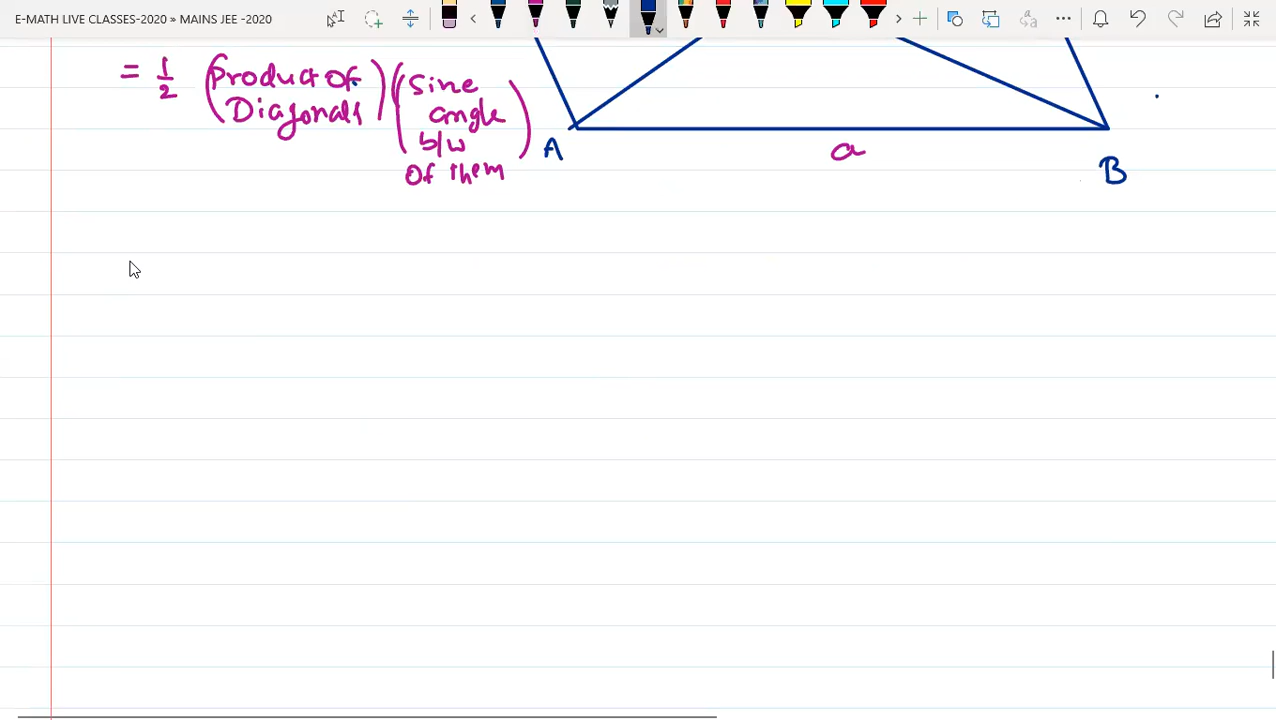 E-MATH LIVE CLASSES-2020 » MAINS JEE -2020
= 1/2 (Product Of Diagonals) (Sine angle b/w Of them)
A
a
B